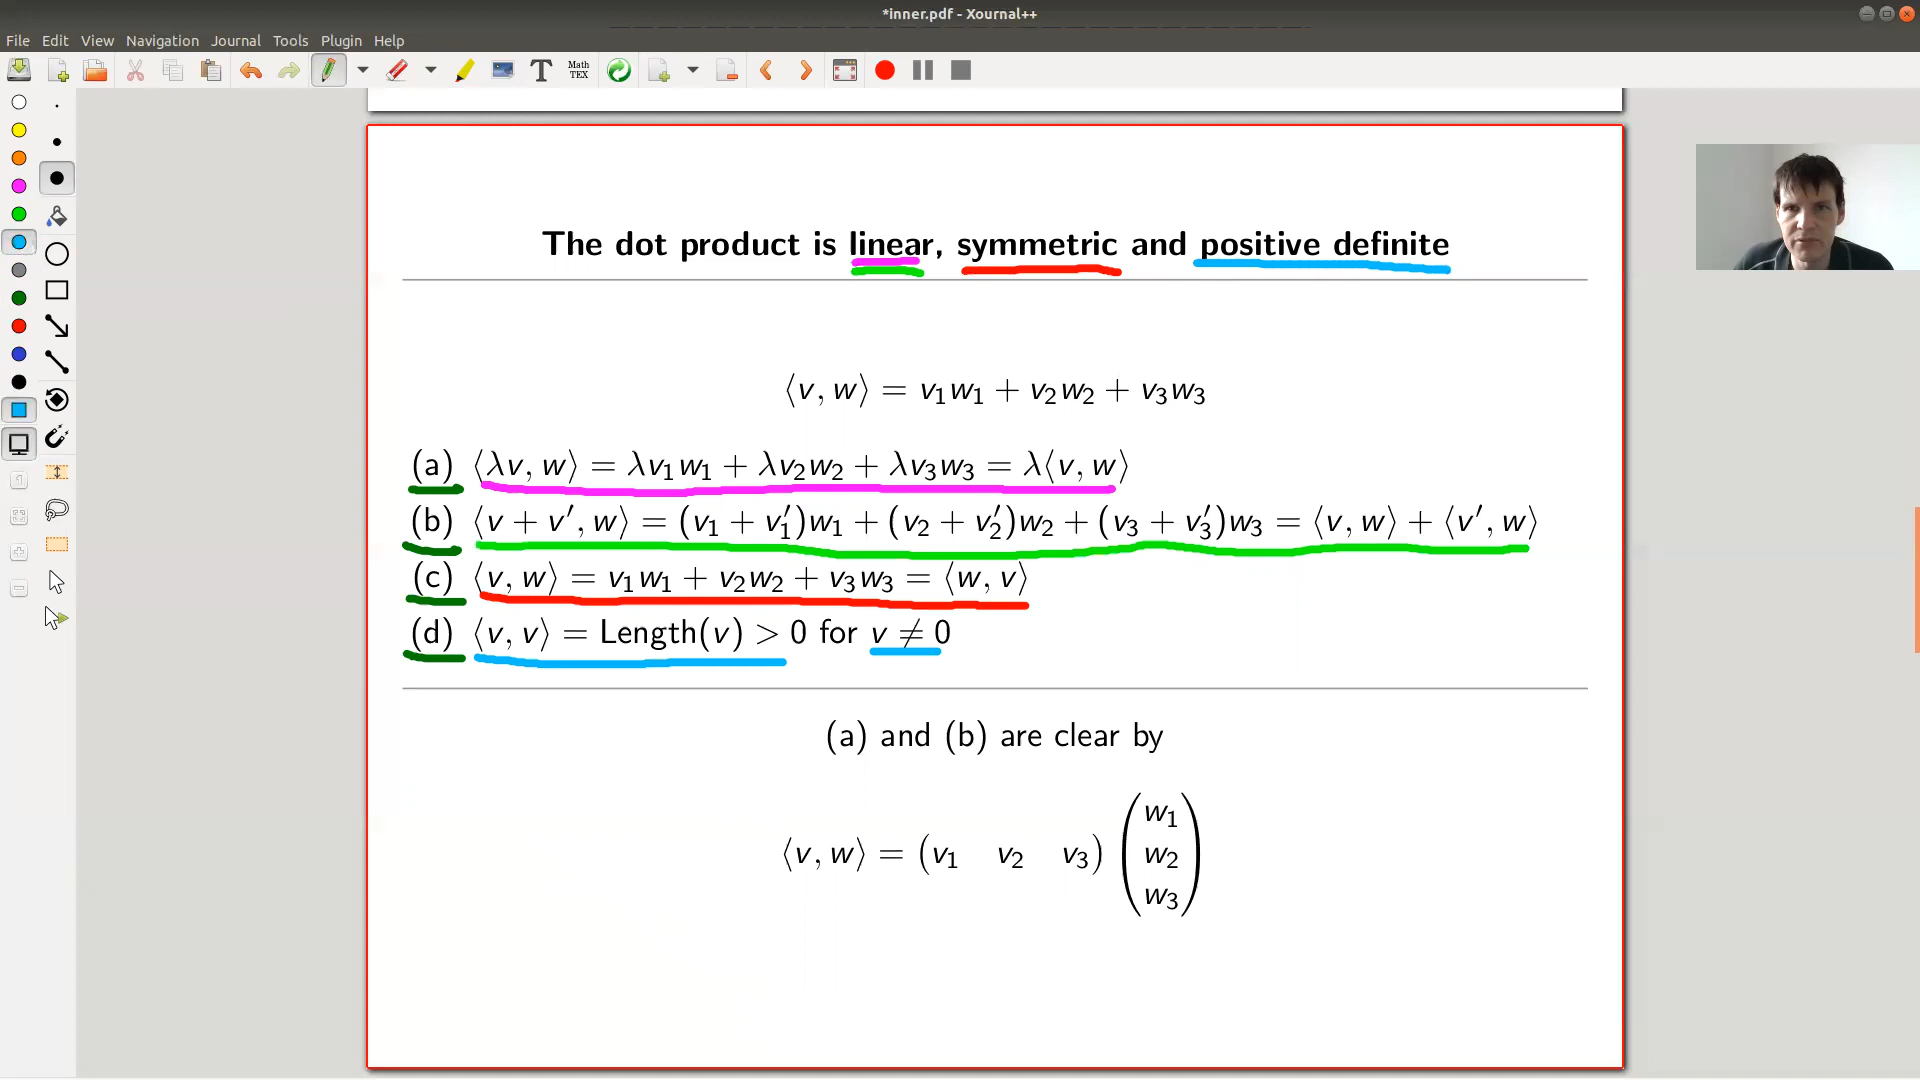 *inner.pdf - Xournal++
File Edit View Navigation Journal Tools Plugin Help
Math
TEX
The dot product is linear, symmetric and positive definite
⟨v, w⟩ = v₁w₁ + v₂w₂ + v₃w₃
(a) ⟨λv, w⟩ = λv₁w₁ + λv₂w₂ + λv₃w₃ = λ⟨v, w⟩
(b) ⟨v + v′, w⟩ = (v₁ + v′₁)w₁ + (v₂ + v′₂)w₂ + (v₃ + v′₃)w₃ = ⟨v, w⟩ + ⟨v′, w⟩
(c) ⟨v, w⟩ = v₁w₁ + v₂w₂ + v₃w₃ = ⟨w, v⟩
(d) ⟨v, v⟩ = Length(v) > 0 for v ≠ 0
(a) and (b) are clear by
⟨v, w⟩ = (v₁ v₂ v₃) (w₁
w₂
w₃)